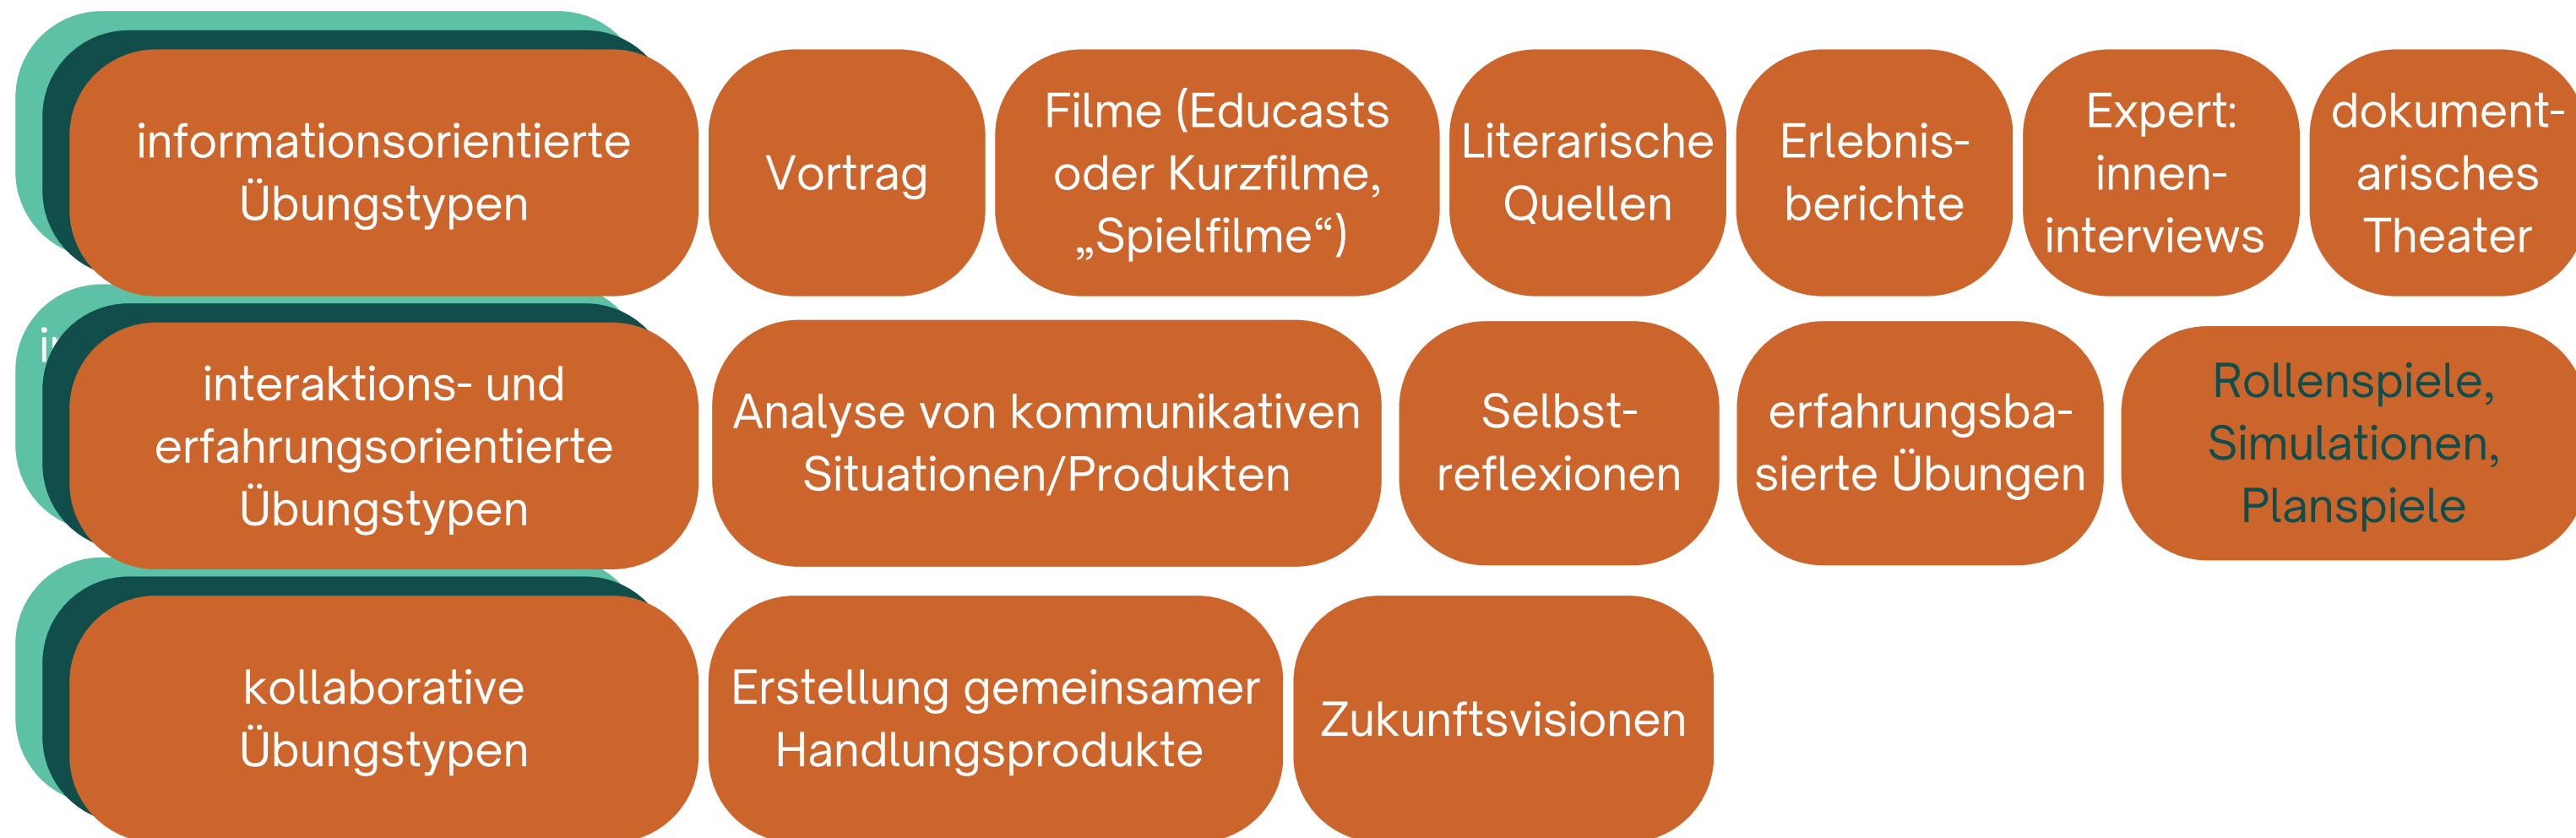 informationsorientierte
Übungstypen
Vortrag
Filme (Educasts
oder Kurzfilme,
„Spielfilme“)
Literarische
Quellen
Erlebnis-
berichte
Expert:
innen-
interviews
dokument-
arisches
Theater
interaktions- und
erfahrungsorientierte
Übungstypen
Analyse von kommunikativen
Situationen/Produkten
Selbst-
reflexionen
erfahrungsba-
sierte Übungen
Rollenspiele,
Simulationen,
Planspiele
kollaborative
Übungstypen
Erstellung gemeinsamer
Handlungsprodukte
Zukunftsvisionen